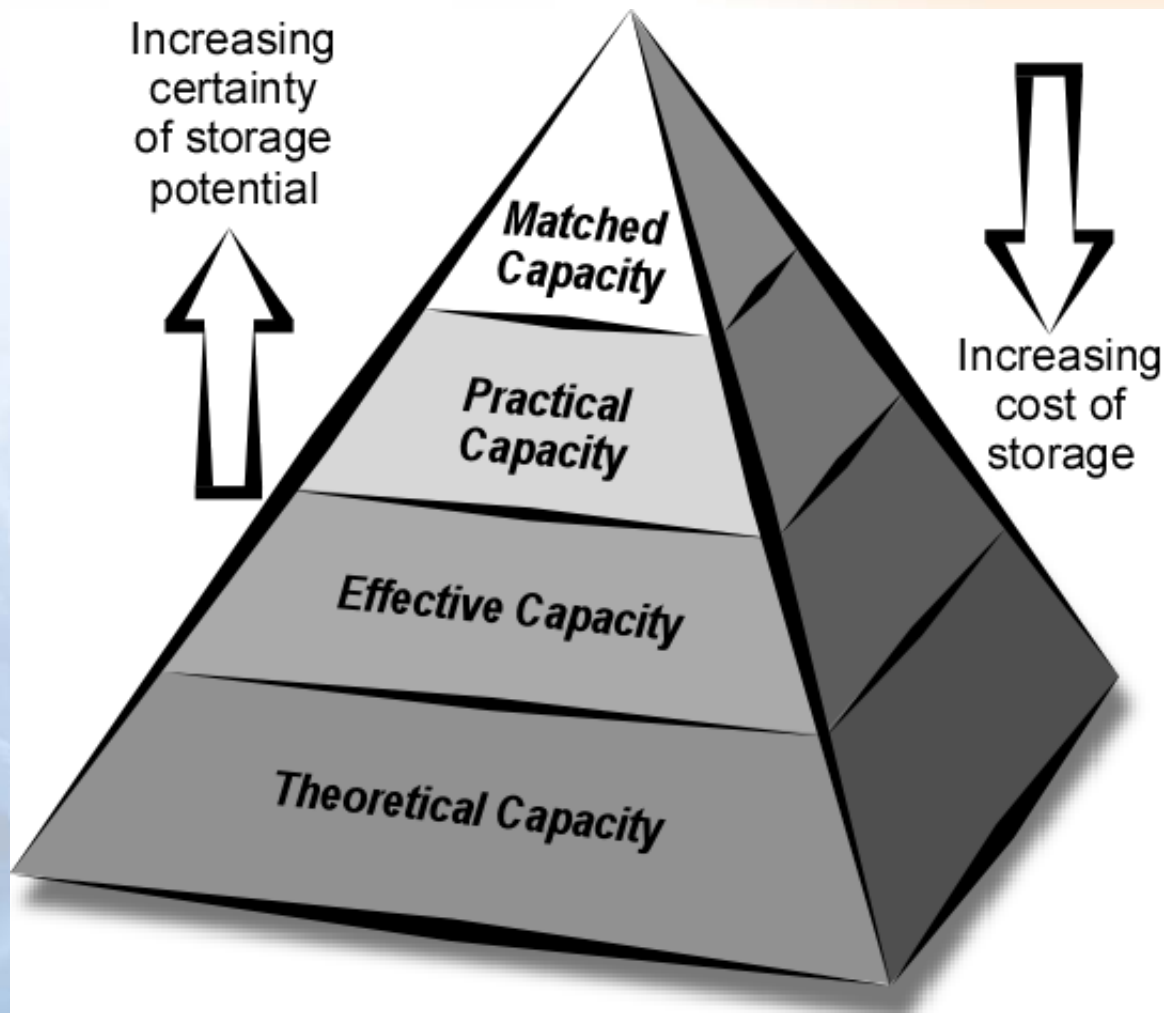 Increasing
certainty
of storage
potential
Matched
Capacity
Practical
Capacity
Effective Capacity
Theoretical Capacity
Increasing
cost of
storage